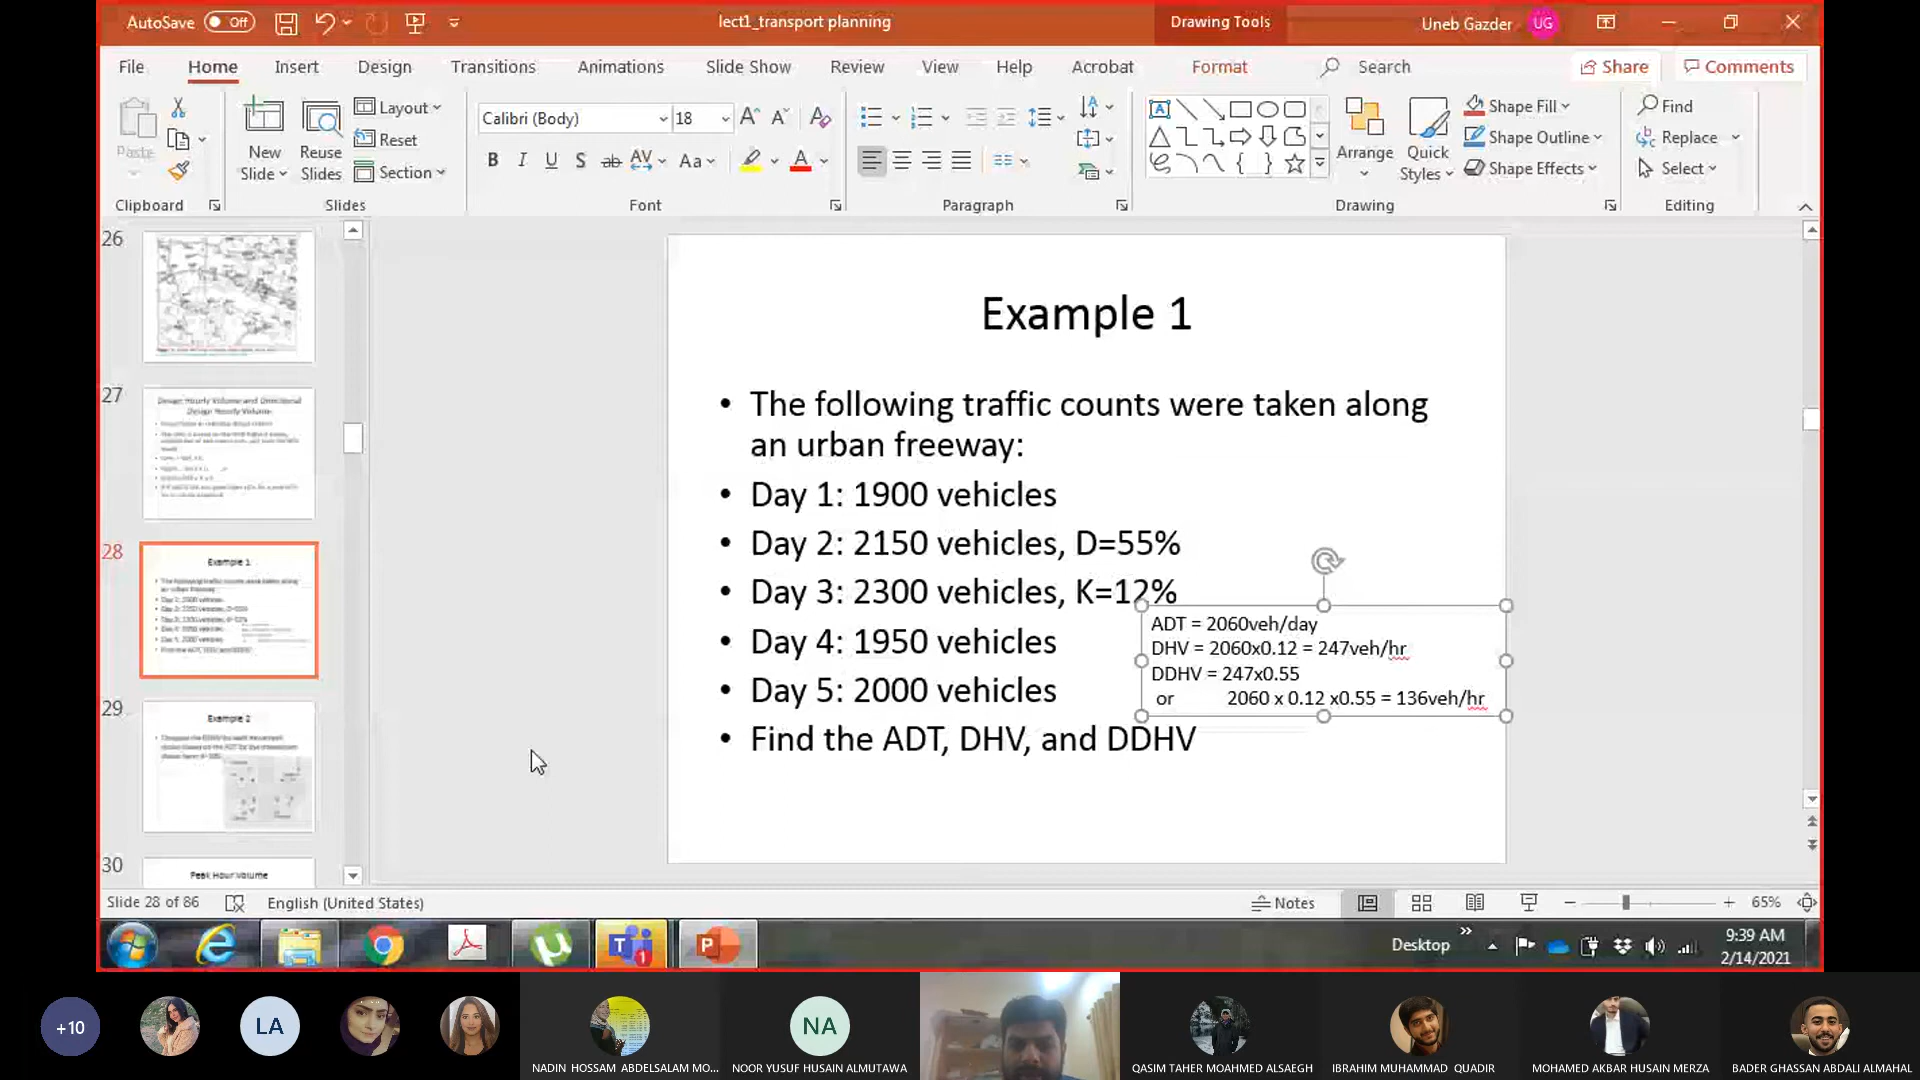 AutoSave Off
lect1_transport planning
Drawing Tools
Uneb Gazder UG
File Home Insert Design Transitions Animations Slide Show Review View Help Acrobat Format Search Share Comments
Paste
New Slide
Reuse Slides
Layout
Reset
Section
Calibri (Body) 18
Arrange
Quick Styles
Shape Fill
Shape Outline
Shape Effects
Find
Replace
Select
Clipboard Slides Font Paragraph Drawing Editing
26
27
Design Hourly Volume and Directional
Design Hourly Volume
28
Example 1
29
Example 2
30
Peak Hour Volume
Example 1
• The following traffic counts were taken along
an urban freeway:
• Day 1: 1900 vehicles
• Day 2: 2150 vehicles, D=55%
• Day 3: 2300 vehicles, K=12%
• Day 4: 1950 vehicles
• Day 5: 2000 vehicles
• Find the ADT, DHV, and DDHV
ADT = 2060veh/day
DHV = 2060x0.12 = 247veh/hr
DDHV = 247x0.55
or 2060 x 0.12 x0.55 = 136veh/hr
Slide 28 of 86 English (United States) Notes 65%
Desktop
9:39 AM
2/14/2021
+10
LA
NA
NADIN HOSSAM ABDELSALAM MO...
NOOR YUSUF HUSAIN ALMUTAWA
QASIM TAHER MOAHMED ALSAEGH
IBRAHIM MUHAMMAD QUADIR
MOHAMED AKBAR HUSAIN MERZA
BADER GHASSAN ABDALI ALMAHAL